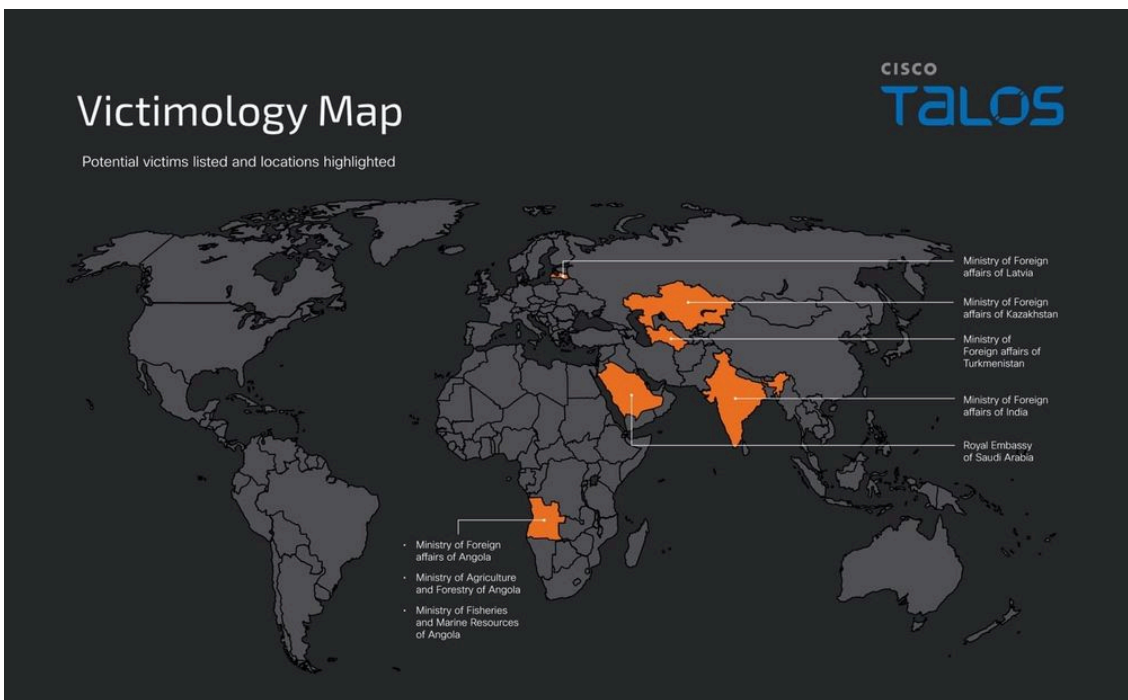 CISCO
TALOS
Victimology Map
Potential victims listed and locations highlighted
Ministry of Foreign
affairs of Latvia
Ministry of Foreign
affairs of Kazakhstan
Ministry of
Foreign affairs of
Turkmenistan
Ministry of Foreign
affairs of India
Royal Embassy
of Saudi Arabia
· Ministry of Foreign
affairs of Angola
· Ministry of Agriculture
and Forestry of Angola
· Ministry of Fisheries
and Marine Resources
of Angola